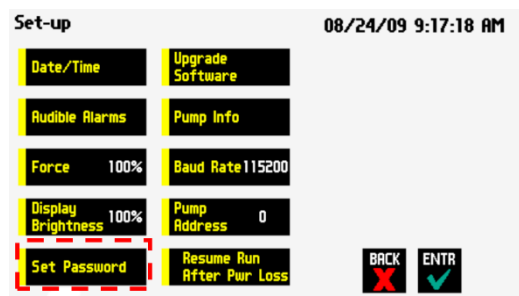 Set-up 08/24/09 9:17:18 AM
Date/Time
Upgrade
Software
Audible Alarms
Pump Info
Force 100%
Baud Rate 115200
Display
Brightness 100%
Pump
Address 0
Set Password
Resume Run
After Pwr Loss
BACK
ENTR